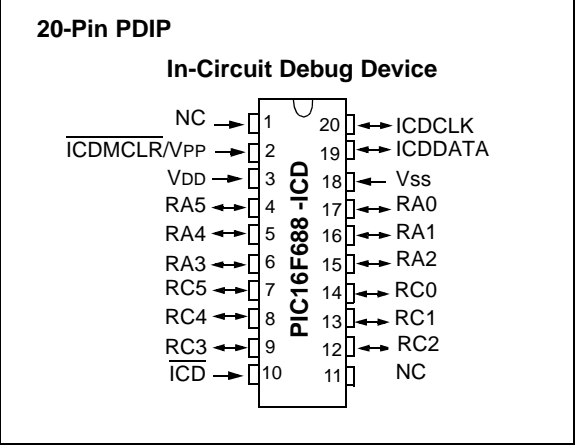 20-Pin PDIP
In-Circuit Debug Device
NC 1 20 ICDCLK
ICDMCLR/VPP 2 19 ICDDATA
VDD 3 18 Vss
RA5 4 17 RA0
RA4 5 16 RA1
RA3 6 15 RA2
RC5 7 14 RC0
RC4 8 13 RC1
RC3 9 12 RC2
ICD 10 11 NC
PIC16F688 -ICD